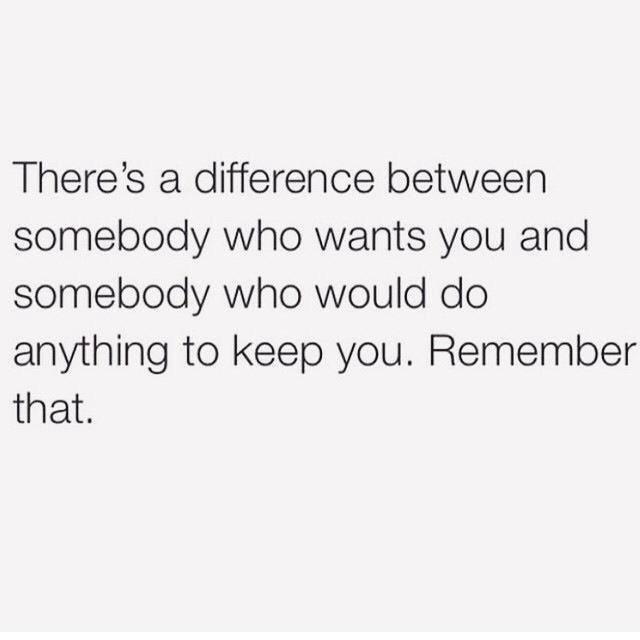 There's a difference between
somebody who wants you and
somebody who would do
anything to keep you. Remember
that.